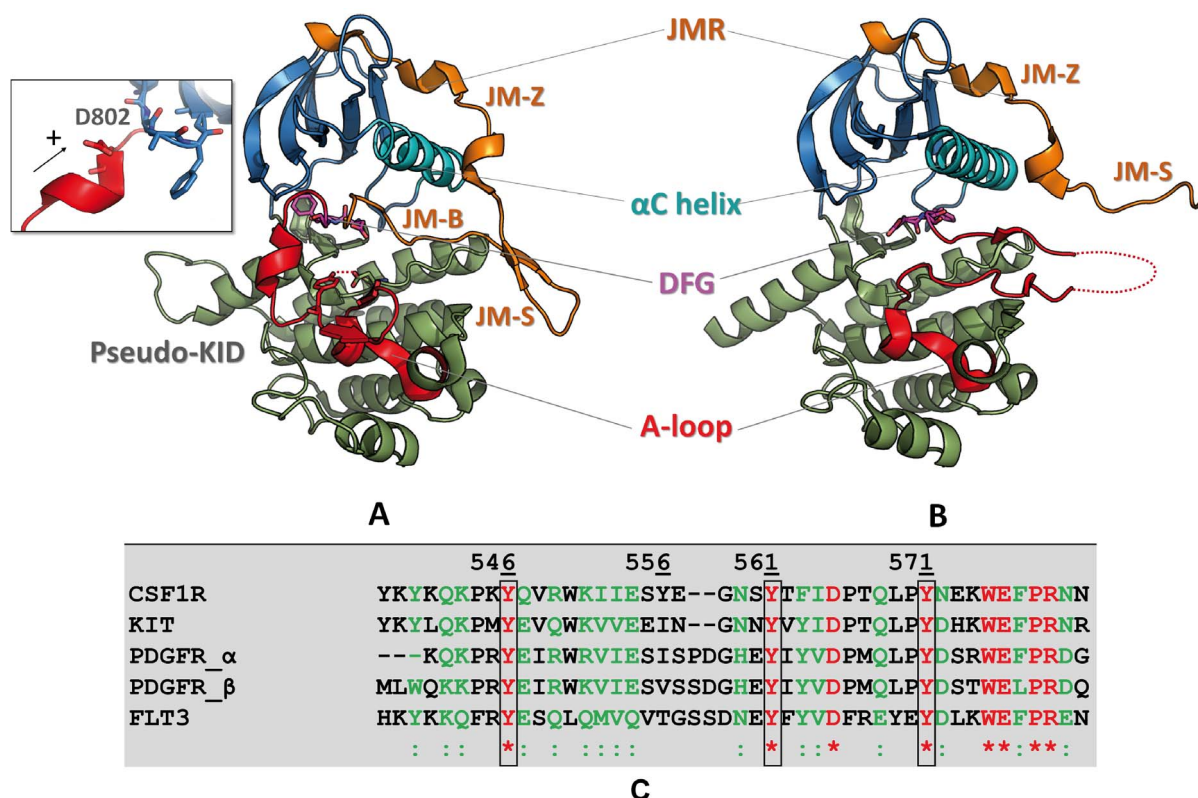 JMR
JM-Z
JM-Z
D802
+
αC helix
JM-S
JM-B
DFG
JM-S
Pseudo-KID
A-loop
A
B
546 556 561 571
CSF1R YKYKQKPKYQVRWKIIESYE--GNSYTFIDPTQLPYNEKWEFPRNN
KIT YKYLQKPMYEVQWKVVEEIN--GNNYVYIDPTQLPYDHKWEFPRNR
PDGFR_α ---KQKPRYEIRWRVIESISPDGHEYIYVDPMQLPYDSRWEFPRDG
PDGFR_β MLWQKKPRYEIRWKVIESVSSDGHEYIYVDPMQLPYDSTWELPRDQ
FLT3 HKYKKQFRYESQLQMVQVTGSSDNEYFYVDFREYEYDLKWEFPREN
: :: *: : ::: : * ::* : *: **:**:
C